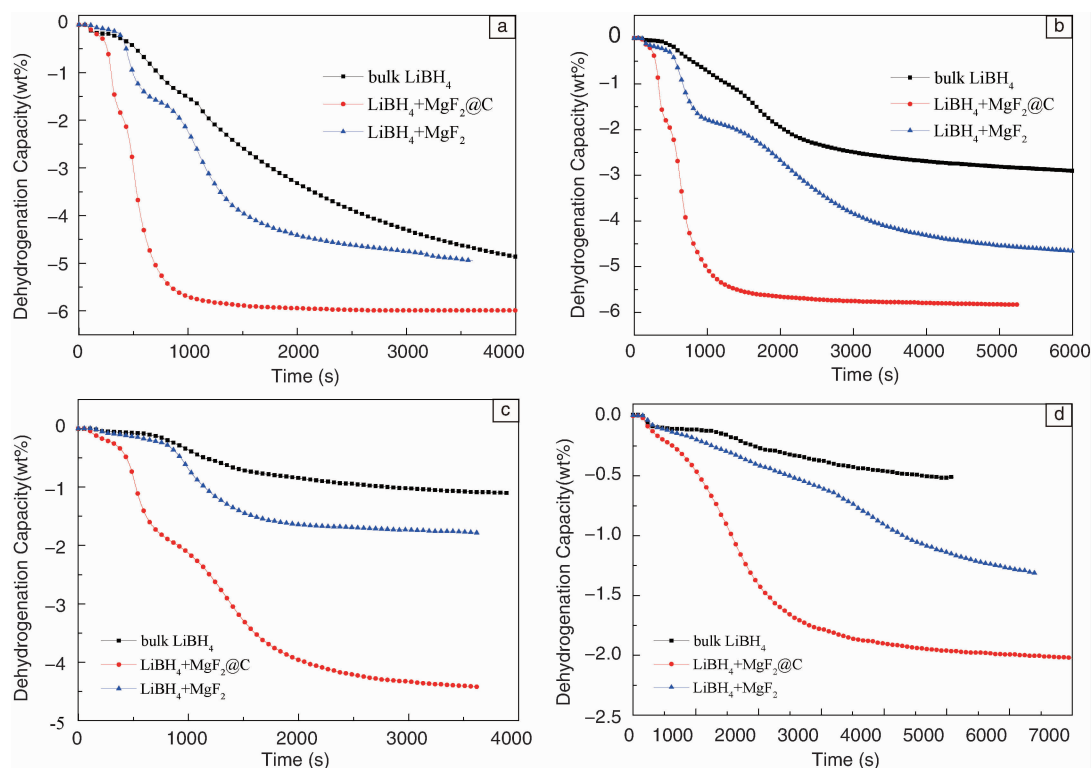 a
0
−1
−2
−3
−4
−5
−6
Dehydrogenation Capacity(wt%)
bulk LiBH4
LiBH4+MgF2@C
LiBH4+MgF2
0 1000 2000 3000 4000
Time (s)
b
0
−1
−2
−3
−4
−5
−6
Dehydrogenation Capacity(wt%)
bulk LiBH4
LiBH4+MgF2@C
LiBH4+MgF2
0 1000 2000 3000 4000 5000 6000
Time (s)
c
0
−1
−2
−3
−4
-5
Dehydrogenation Capacity(wt%)
bulk LiBH4
LiBH4+MgF2@C
LiBH4+MgF2
0 1000 2000 3000 4000
Time (s)
d
0.0
−0.5
−1.0
−1.5
−2.0
−2.5
Dehydrogenation Capacity(wt%)
bulk LiBH4
LiBH4+MgF2@C
LiBH4+MgF2
0 1000 2000 3000 4000 5000 6000 7000
Time (s)